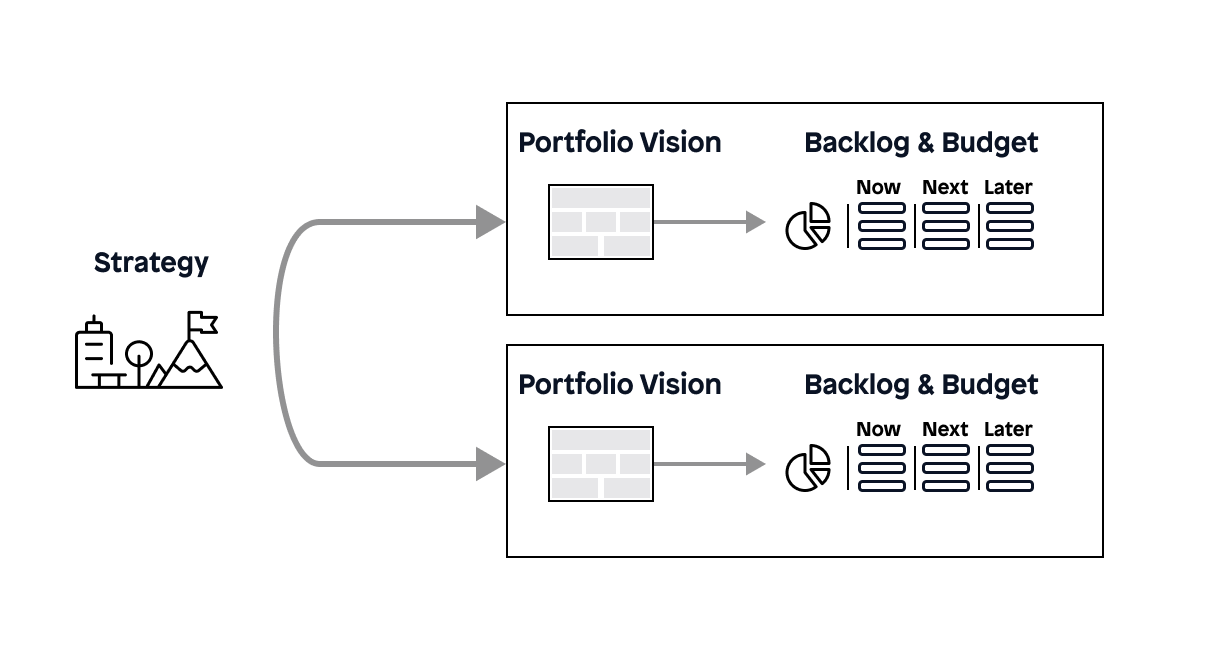 Strategy
Portfolio Vision
Backlog & Budget
Now Next Later
Portfolio Vision
Backlog & Budget
Now Next Later